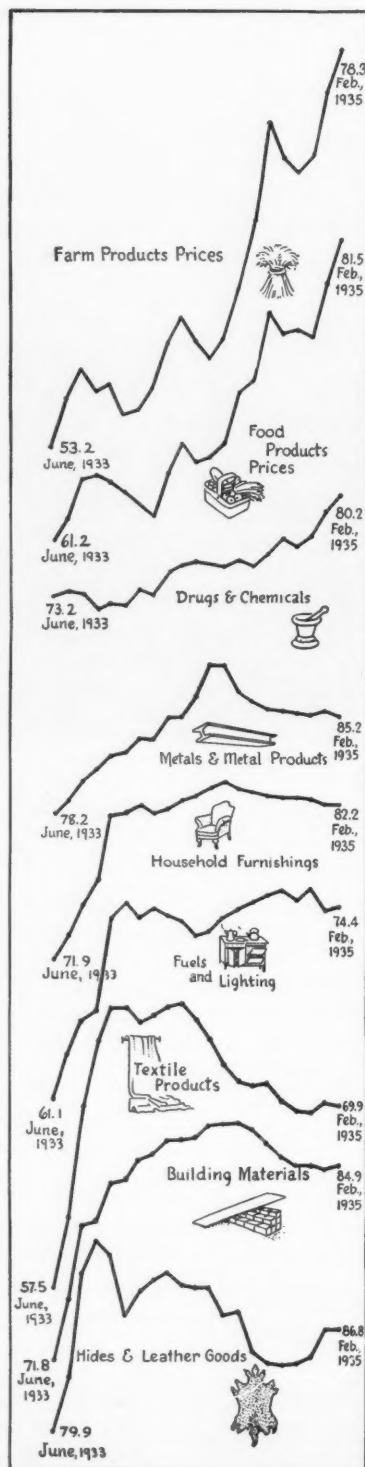 78.3
Feb.,
1935
Farm Products Prices
81.5
Feb.,
1935
53.2
June, 1933
Food
Products
Prices
61.2
June, 1933
80.2
Feb.,
1935
73.2
June, 1933
Drugs & Chemicals
85.2
Feb.,
1935
Metals & Metal Products
78.2
June, 1933
82.2
Feb.,
1935
Household Furnishings
71.9
June, 1933
74.4
Feb.,
1935
Fuels
and Lighting
61.1
June,
1933
Textile
Products
69.9
Feb.,
1935
Building Materials
84.9
Feb.,
1935
57.5
June,
1933
86.8
Feb.,
1935
Hides & Leather Goods
71.8
June,
1933
79.9
June, 1933